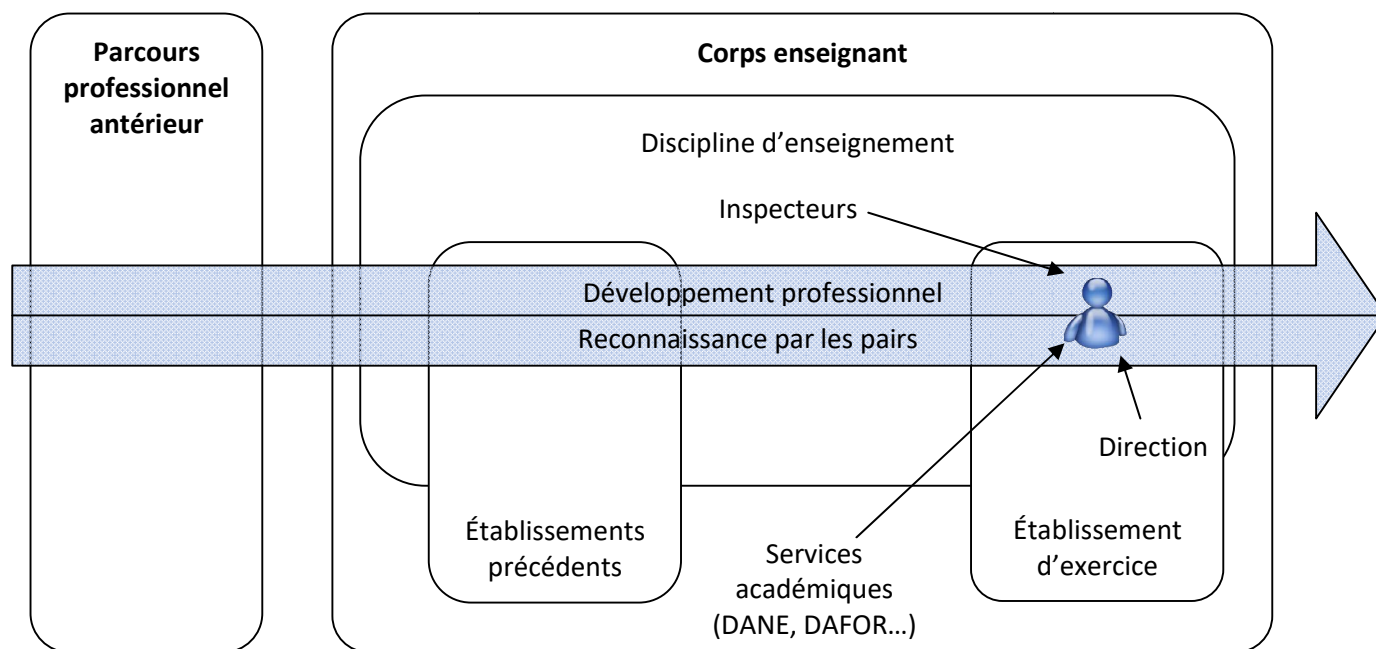 Parcours
professionnel
antérieur
Corps enseignant
Discipline d’enseignement
Inspecteurs
Développement professionnel
Reconnaissance par les pairs
Direction
Établissements
précédents
Services
académiques
(DANE, DAFOR...)
Établissement
d’exercice